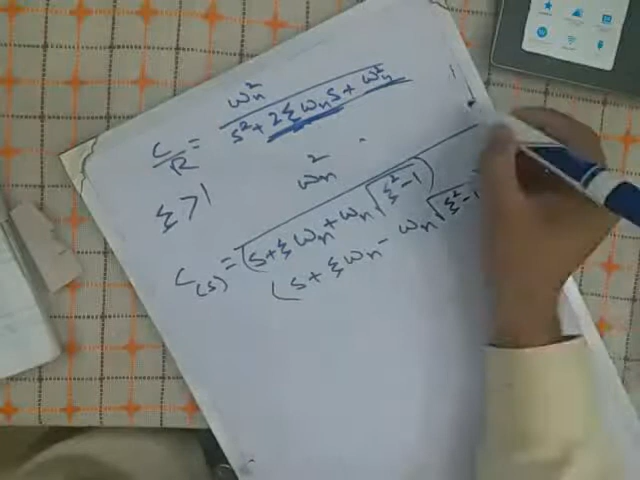 C/R = ωn² / (s² + 2ξωns + ωn²)
ξ > 1
C(s) = ωn² / (s + ξωn + ωn√(ξ² - 1))
(s + ξωn - ωn√(ξ² - 1